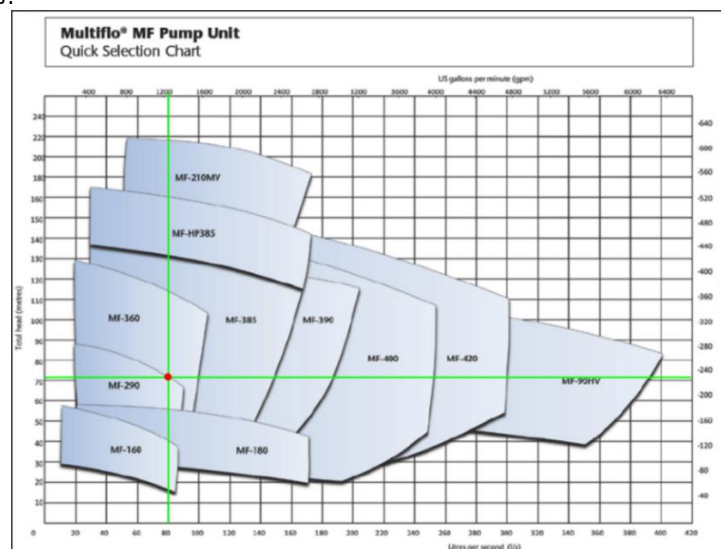 Multiflo® MF Pump Unit
Quick Selection Chart
US gallons per minute (gpm)
400 800 1200 1600 2000 2400 2800 3200 3600 4000 4400 4800 5200 5600 6000 6400
240
-640
220
-600
200
MF-210MV
-560
180
-520
160
-480
150
MF-HP385
140
-440
130
-400
120
-360
110
MF-360
MF-385
MF-390
-320
100
90
-280
80
MF-400
MF-420
-240
70
MF-290
MF-90HV
-200
60
50
-160
40
MF-160
MF-180
-120
30
-80
20
-40
10
Total head (metres)
0 20 40 60 80 100 120 140 160 180 200 220 240 260 280 300 320 340 360 380 400 420
Litres per second (l/s)